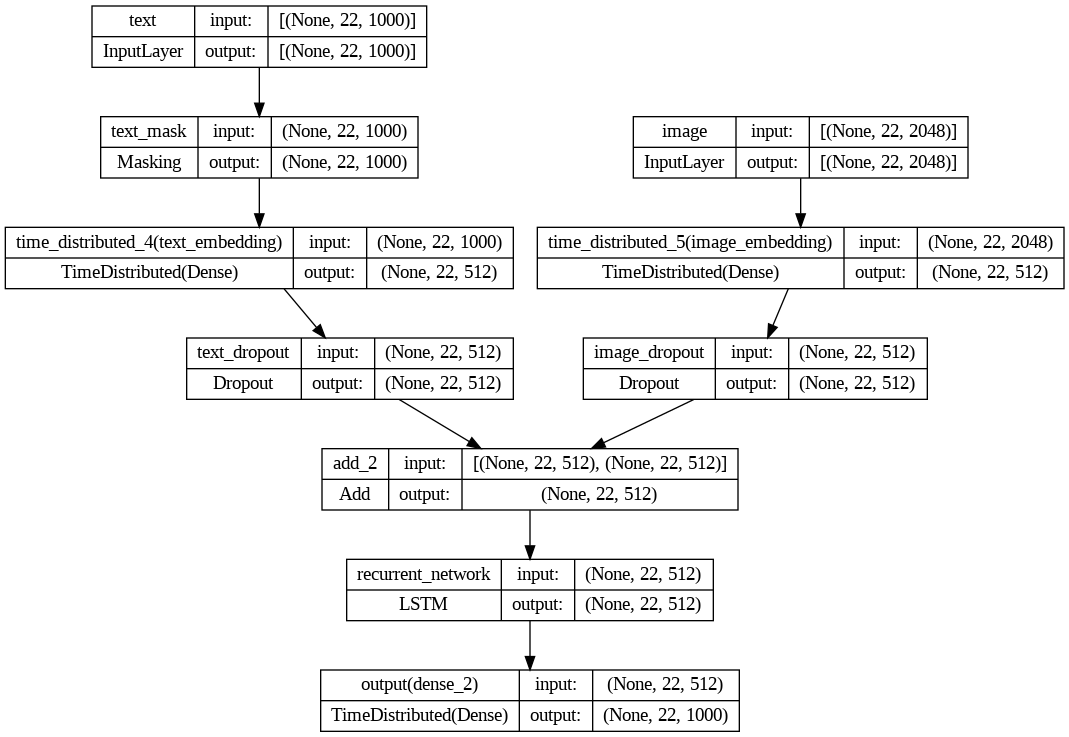 text input: [(None, 22, 1000)]
InputLayer output: [(None, 22, 1000)]
text_mask input: (None, 22, 1000)
Masking output: (None, 22, 1000)
image input: [(None, 22, 2048)]
InputLayer output: [(None, 22, 2048)]
time_distributed_4(text_embedding) input: (None, 22, 1000)
TimeDistributed(Dense) output: (None, 22, 512)
time_distributed_5(image_embedding) input: (None, 22, 2048)
TimeDistributed(Dense) output: (None, 22, 512)
text_dropout input: (None, 22, 512)
Dropout output: (None, 22, 512)
image_dropout input: (None, 22, 512)
Dropout output: (None, 22, 512)
add_2 input: [(None, 22, 512), (None, 22, 512)]
Add output: (None, 22, 512)
recurrent_network input: (None, 22, 512)
LSTM output: (None, 22, 512)
output(dense_2) input: (None, 22, 512)
TimeDistributed(Dense) output: (None, 22, 1000)